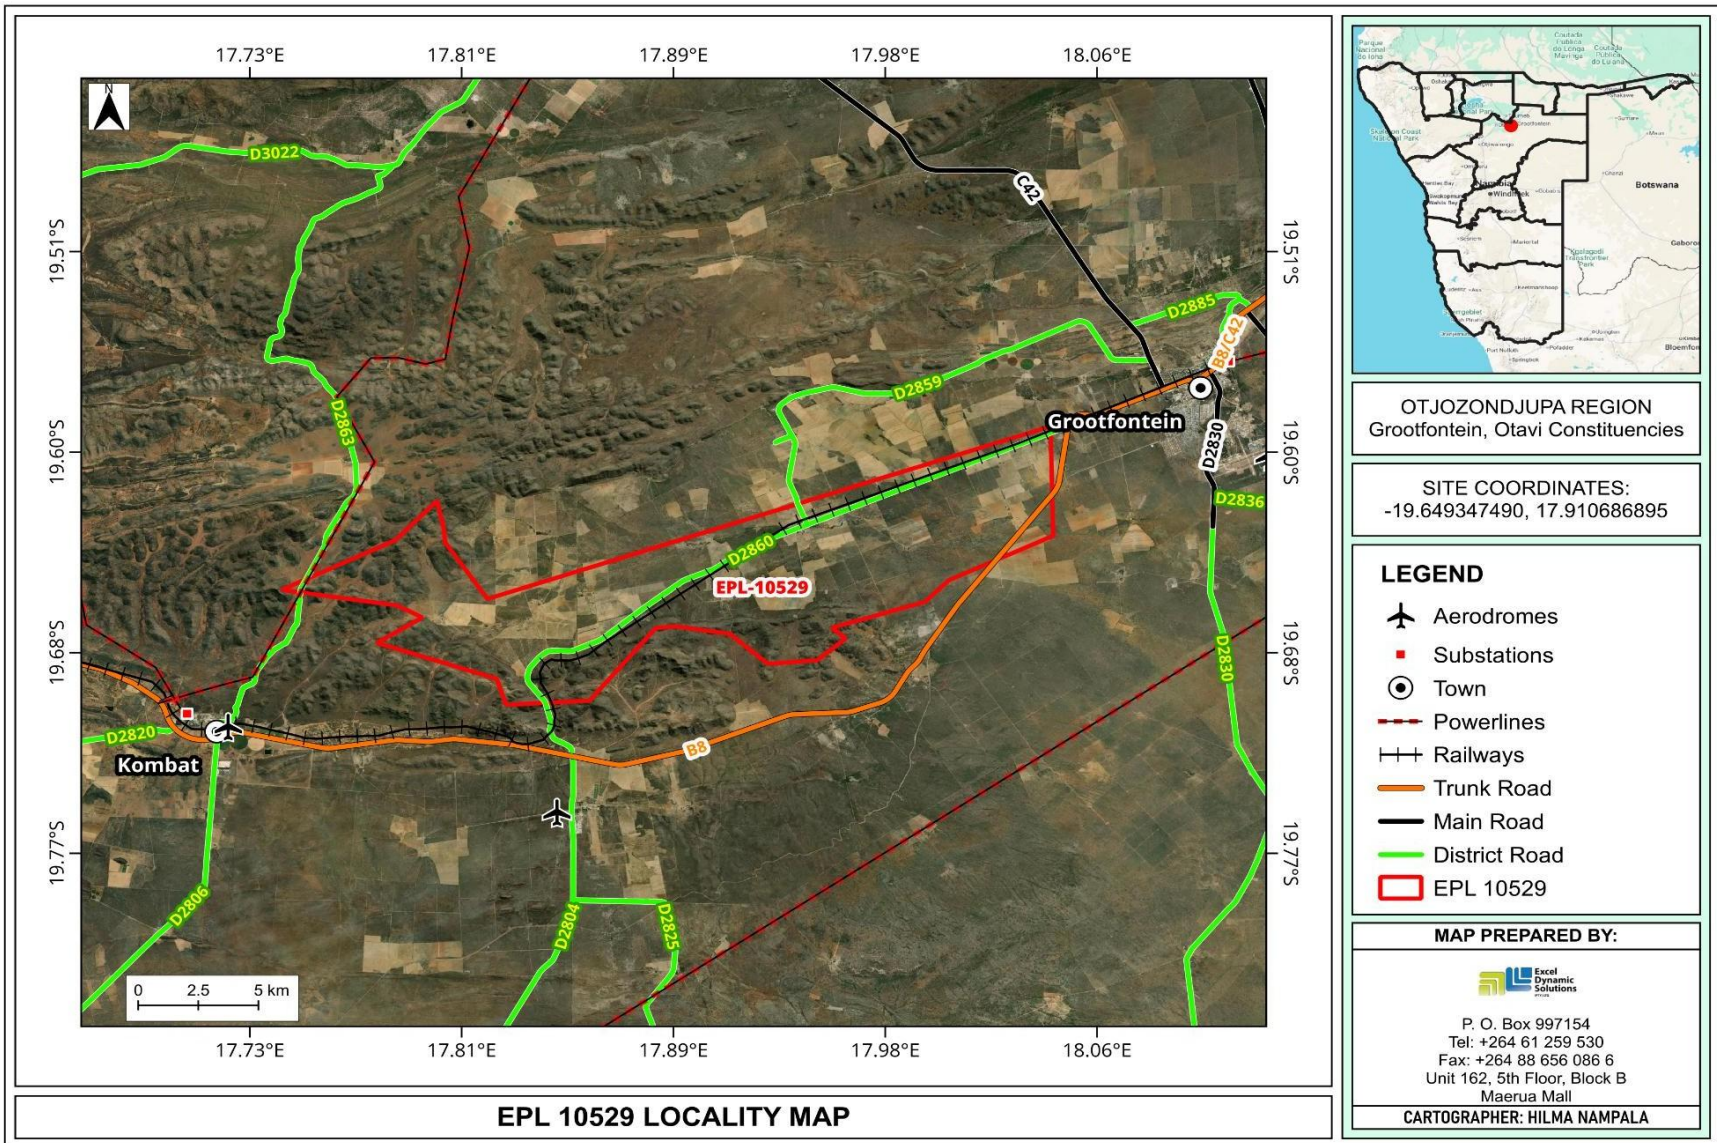 17.73°E
17.81°E
17.89°E
17.98°E
18.06°E
N
D3022
C42
19.51°S
19.51°S
D2885
B8/C42
D2859
D2863
Grootfontein
D2830
19.60°S
19.60°S
D2836
D2860
EPL-10529
19.68°S
19.68°S
D2830
D2820
B8
Kombat
19.77°S
19.77°S
D2806
D2804
D2825
0 2.5 5 km
17.73°E
17.81°E
17.89°E
17.98°E
18.06°E
EPL 10529 LOCALITY MAP
Namibia
Botswana
OTJOZONDJUPA REGION
Grootfontein, Otavi Constituencies
SITE COORDINATES:
-19.649347490, 17.910686895
LEGEND
Aerodromes
Substations
Town
Powerlines
Railways
Trunk Road
Main Road
District Road
EPL 10529
MAP PREPARED BY:
Excel
Dynamic
Solutions
P. O. Box 997154
Tel: +264 61 259 530
Fax: +264 88 656 086 6
Unit 162, 5th Floor, Block B
Maerua Mall
CARTOGRAPHER: HILMA NAMPALA